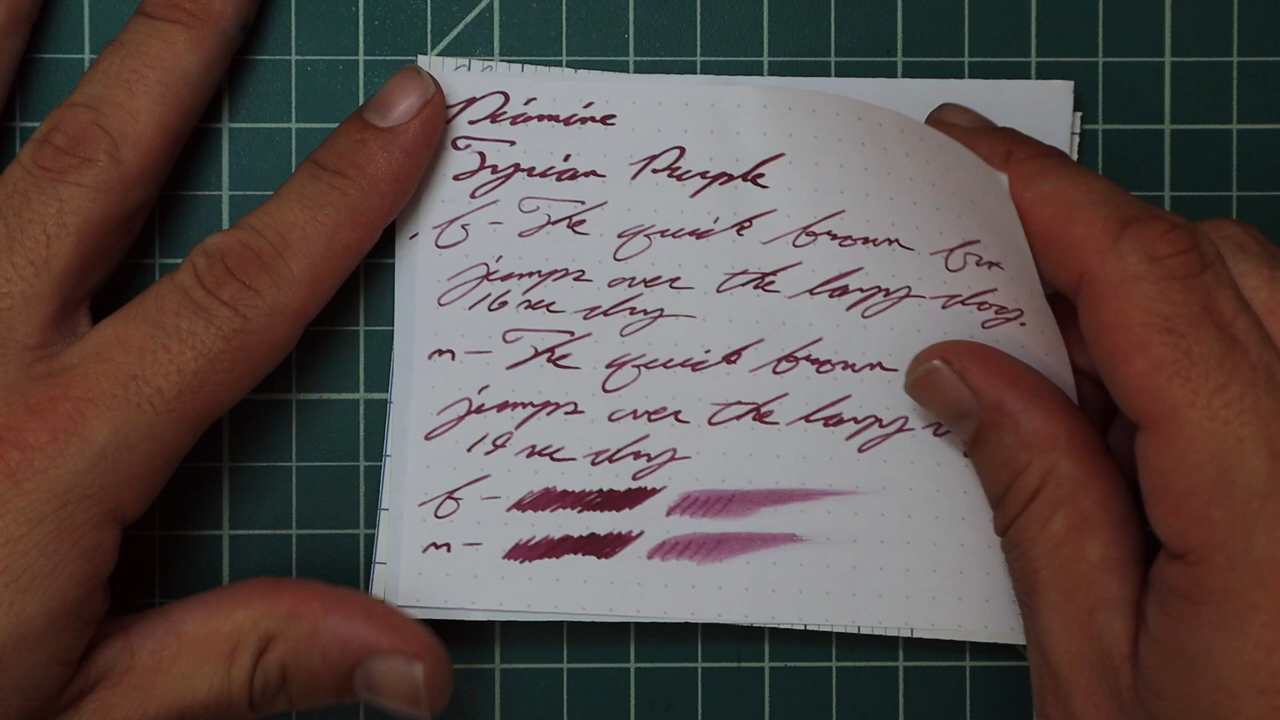 Diamine
Tyrian Purple
f - The quick brown fox
jumps over the lazy dog.
16 sec dry
m - The quick brown
jumps over the lazy
14 sec dry
f -
m -